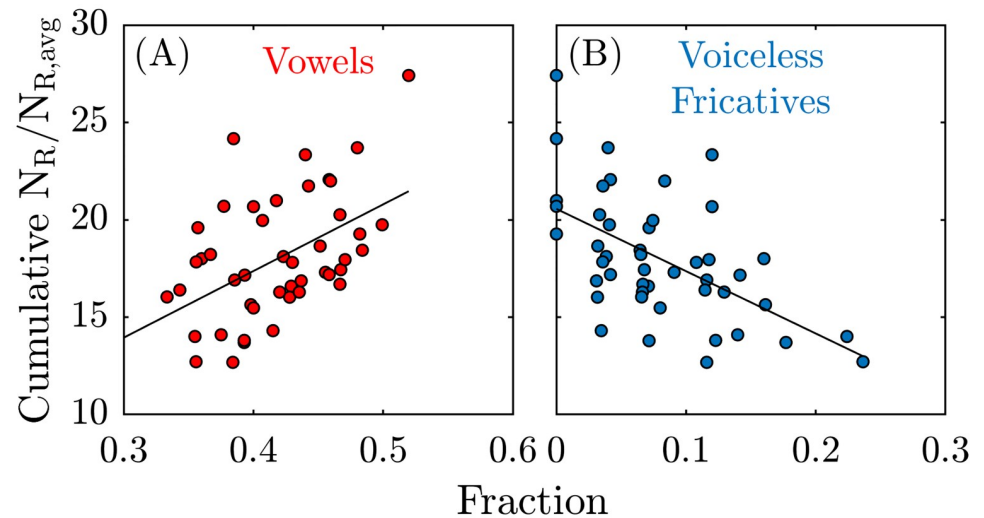 Cumulative N_R/N_R,avg
30
25
20
15
10
(A)
Vowels
0.3
0.4
0.5
0.6
(B)
Voiceless
Fricatives
0
0.1
0.2
0.3
Fraction